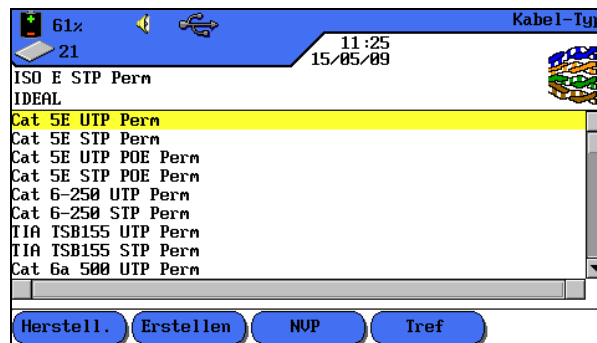 61% Kabel-Typ
21
11:25
15/05/09
ISO E STP Perm
IDEAL
Cat 5E UTP Perm
Cat 5E STP Perm
Cat 5E UTP POE Perm
Cat 5E STP POE Perm
Cat 6-250 UTP Perm
Cat 6-250 STP Perm
TIA TSB155 UTP Perm
TIA TSB155 STP Perm
Cat 6a 500 UTP Perm
Herstell. Erstellen NVP Tref